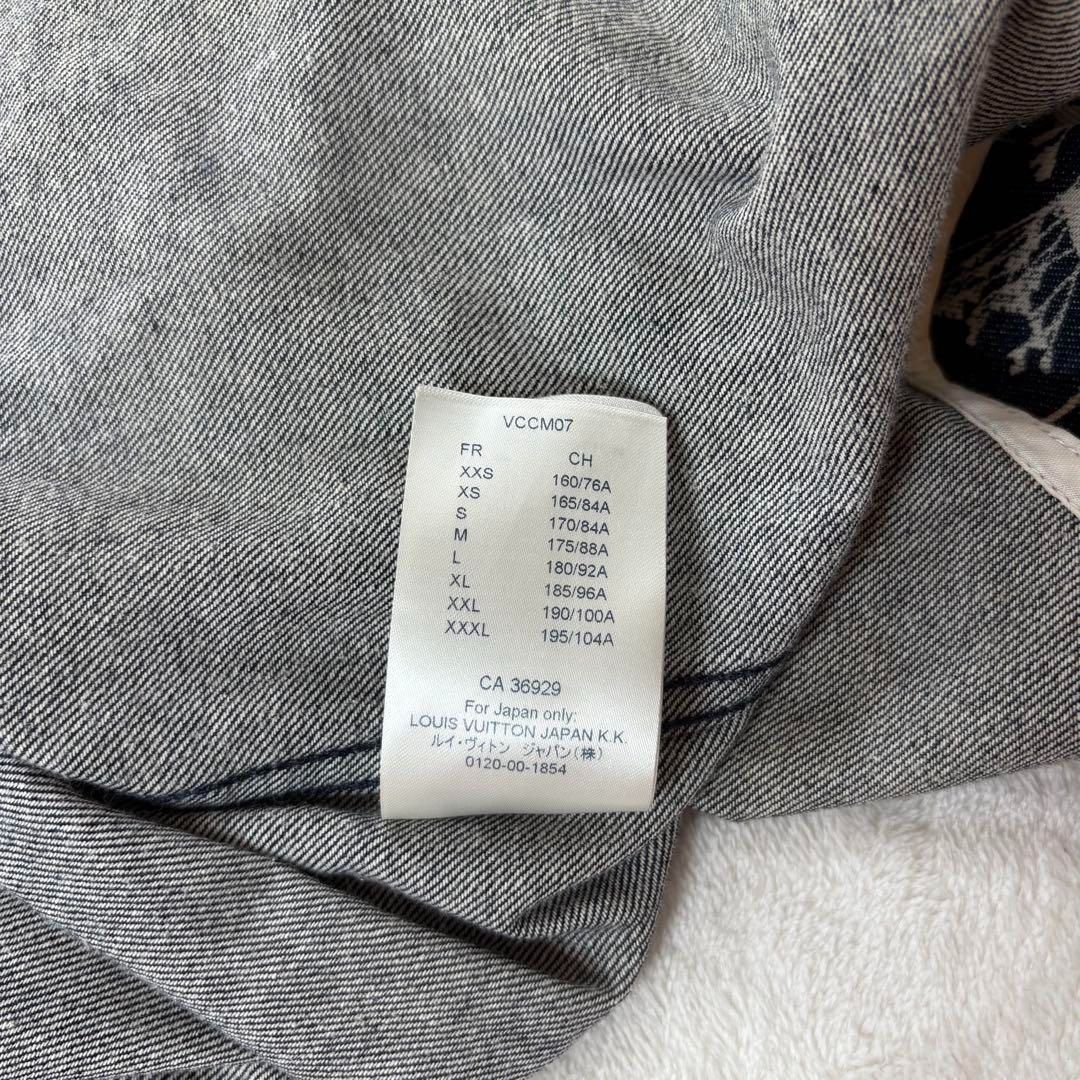 VCCM07
FR CH
XXS 160/76A
XS 165/84A
S 170/84A
M 175/88A
L 180/92A
XL 185/96A
XXL 190/100A
XXXL 195/104A
CA 36929
For Japan only:
LOUIS VUITTON JAPAN K.K.
ルイ・ヴィトン ジャパン(株)
0120-00-1854